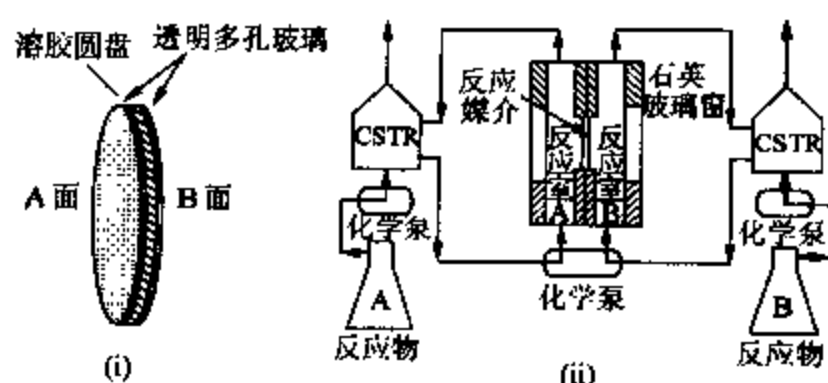 溶胶圆盘
透明多孔玻璃
A 面
B 面
(i)
反应
媒介
石英
玻璃窗
CSTR
反应室A
反应室B
CSTR
化学泵
化学泵
化学泵
A
反应物
B
反应物
(ii)